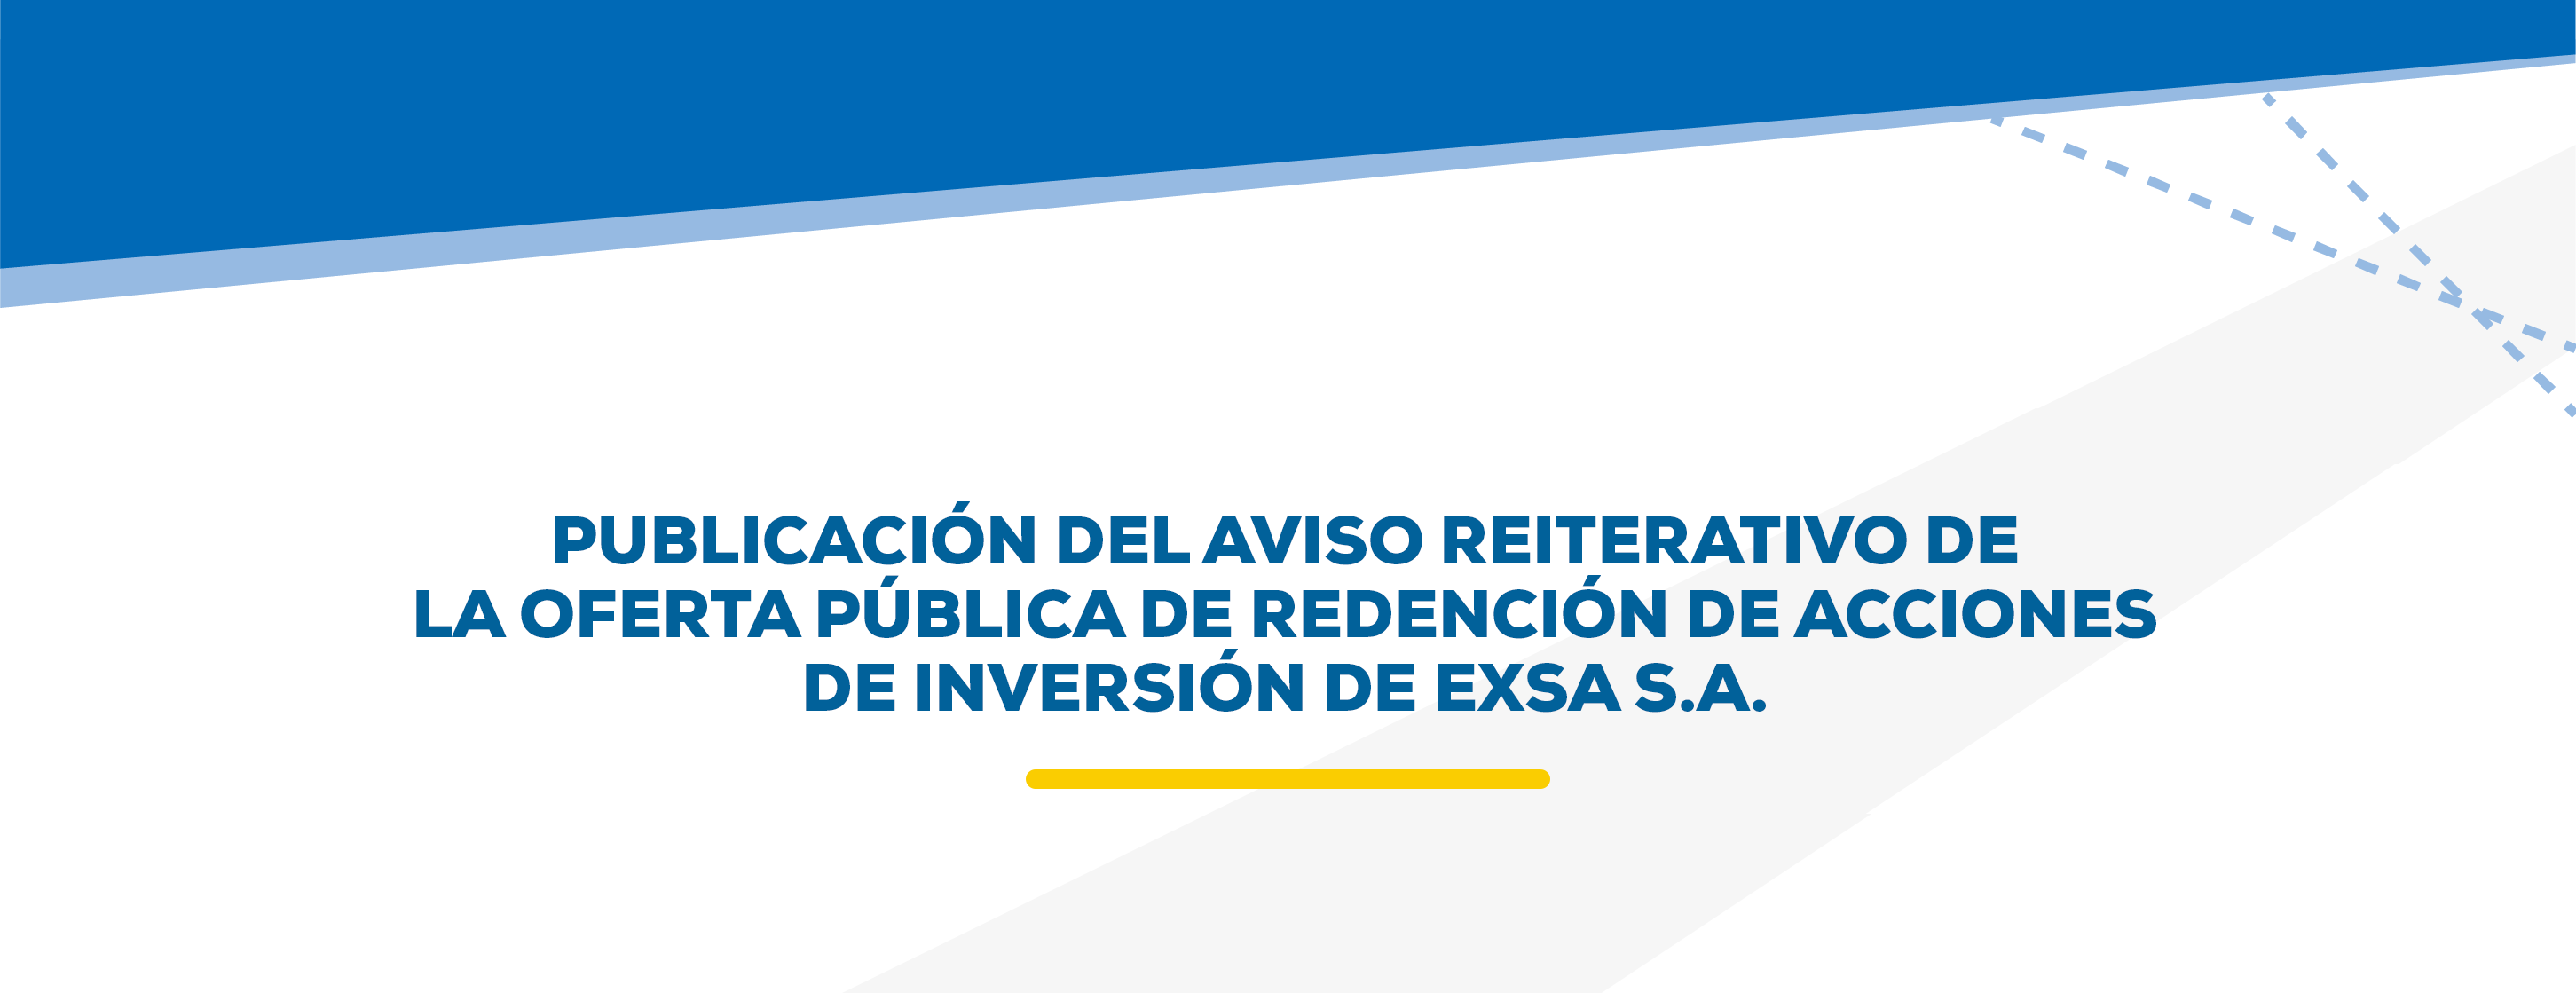 PUBLICACIÓN DEL AVISO REITERATIVO DE
LA OFERTA PÚBLICA DE REDENCIÓN DE ACCIONES
DE INVERSIÓN DE EXSA S.A.